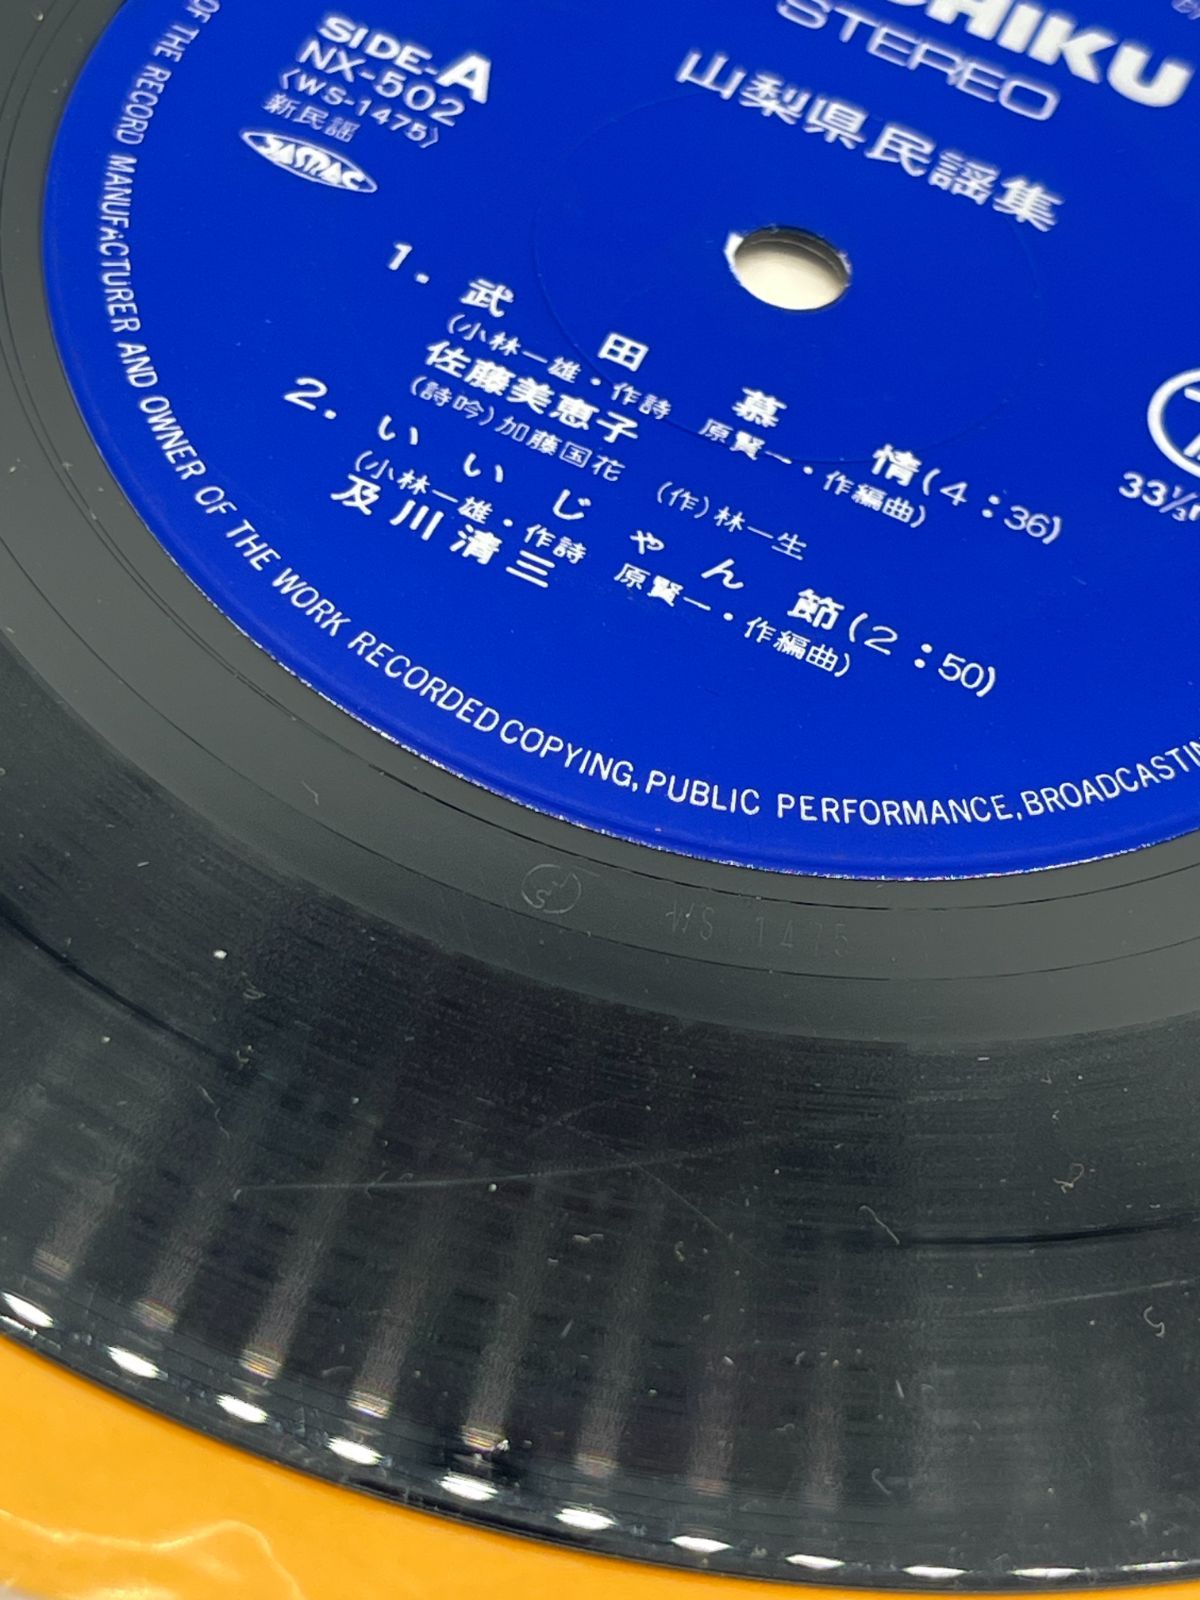 STEREO
山梨県民謡集
SIDE-A
NX-502
<WS-1475>
新民謡
JASRAC
33⅓
1. 武田慕情 (4:36)
(小林一雄・作詩 原賢一・作編曲)
佐藤美恵子
(詩吟)加藤国花 (作)林一生
2. いいじゃん節 (2:50)
(小林一雄・作詩 原賢一・作編曲)
及川清三
OF THE RECORD MANUFACTURER AND OWNER OF THE WORK RECORDED COPYING, PUBLIC PERFORMANCE, BROADCASTIN
WS 1475